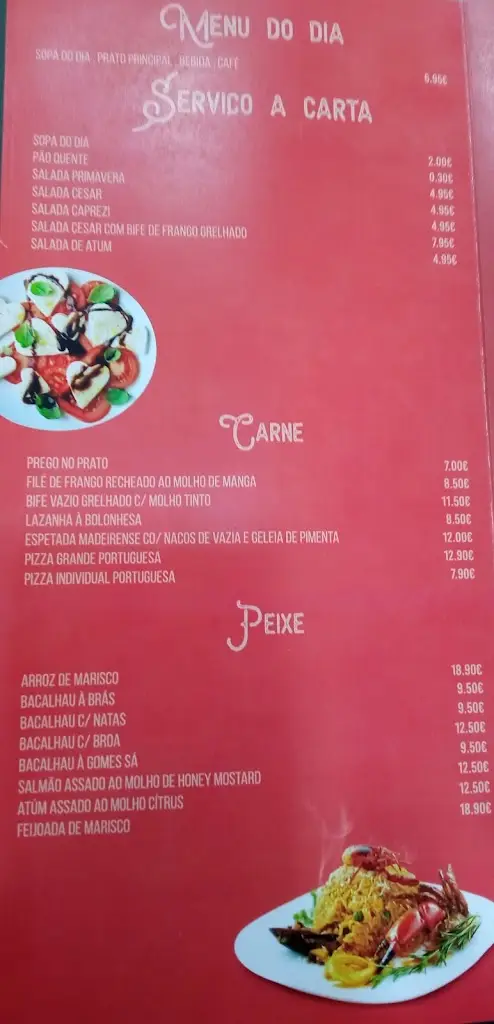 MENU DO DIA
SOPA DO DIA . PRATO PRINCIPAL . BEBIDA . CAFÉ 6.95€
SERVICO A CARTA
SOPA DO DIA 2.00€
PÃO QUENTE 0.30€
SALADA PRIMAVERA 4.95€
SALADA CESAR 4.95€
SALADA CAPREZI 4.95€
SALADA CESAR COM BIFE DE FRANGO GRELHADO 7.95€
SALADA DE ATUM 4.95€
CARNE
PREGO NO PRATO 7.00€
FILÉ DE FRANGO RECHEADO AO MOLHO DE MANGA 8.50€
BIFE VAZIO GRELHADO C/ MOLHO TINTO 11.50€
LAZANHA À BOLONHESA 8.50€
ESPETADA MADEIRENSE CO/ NACOS DE VAZIA E GELEIA DE PIMENTA 12.00€
PIZZA GRANDE PORTUGUESA 12.90€
PIZZA INDIVIDUAL PORTUGUESA 7.90€
PEIXE
ARROZ DE MARISCO 18.90€
BACALHAU À BRÁS 9.50€
BACALHAU C/ NATAS 9.50€
BACALHAU C/ BROA 12.50€
BACALHAU À GOMES SÁ 9.50€
SALMÃO ASSADO AO MOLHO DE HONEY MOSTARD 12.50€
ATÚM ASSADO AO MOLHO CÍTRUS 12.50€
FEIJOADA DE MARISCO 18.90€